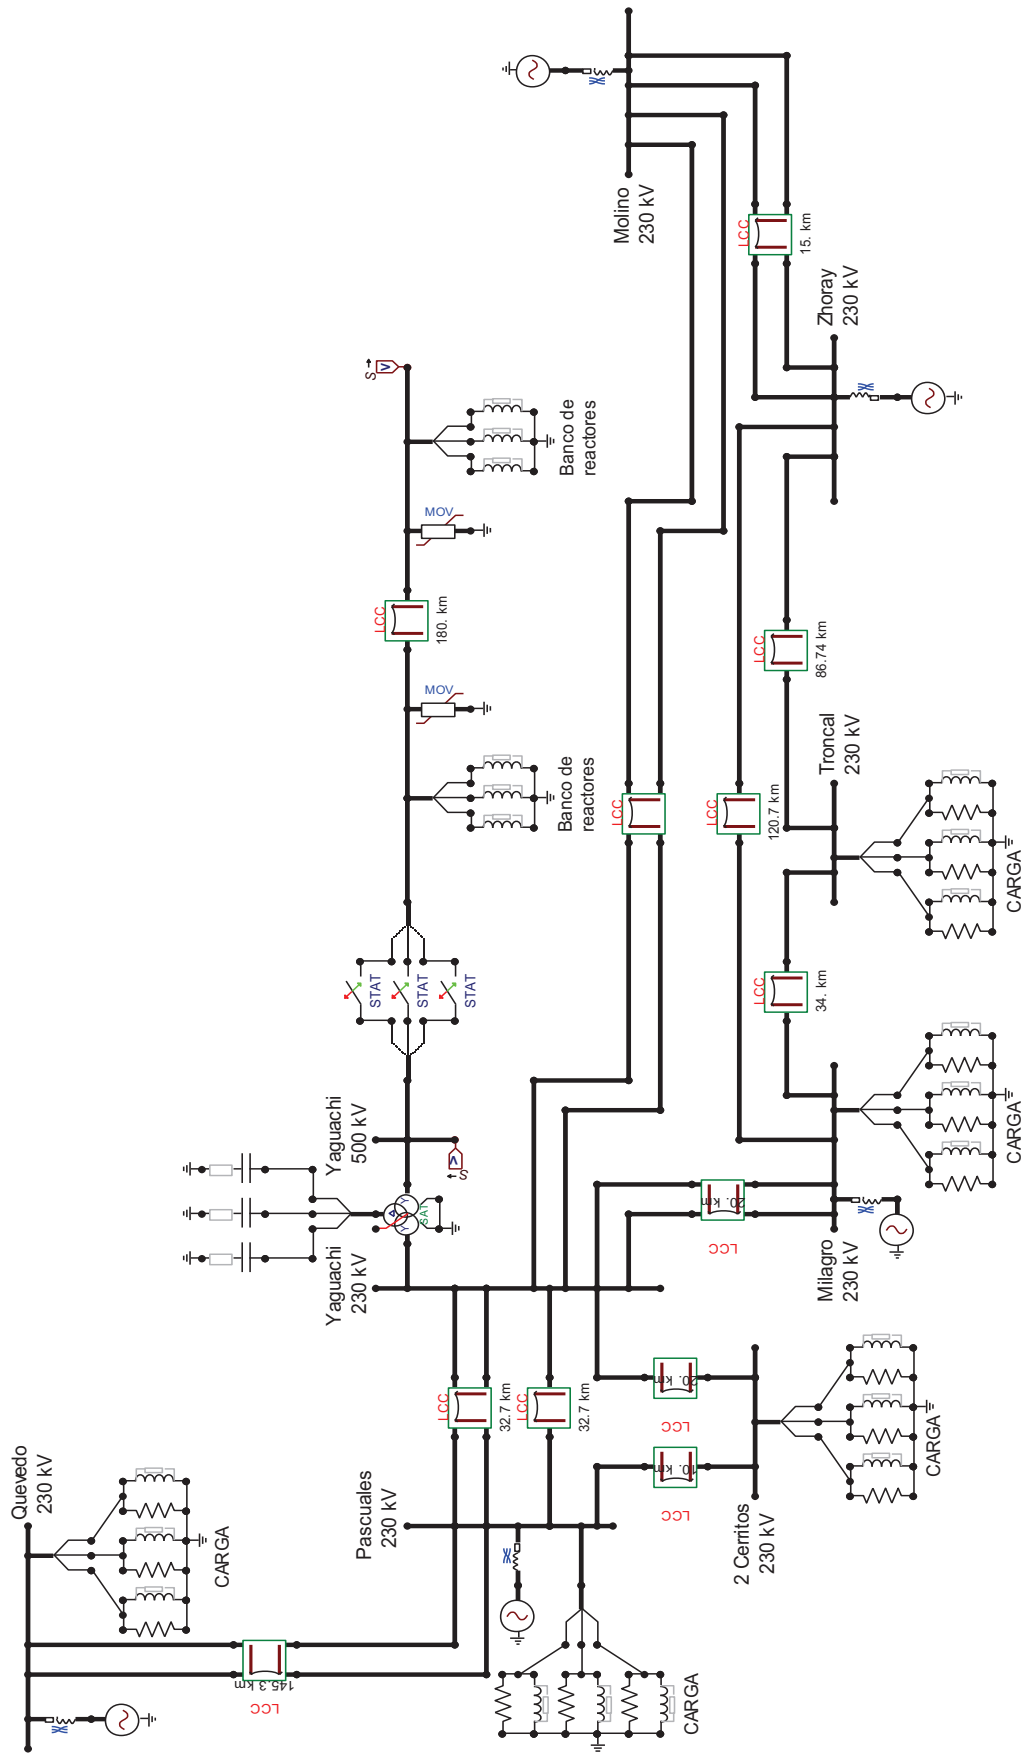 Molino
230 kV
LCC
15. km
Zhoray
230 kV
S
V
Banco de
reactores
MOV
LCC
180. km
MOV
Banco de
reactores
LCC
LCC
120.7 km
LCC
86.74 km
Troncal
230 kV
CARGA
LCC
34. km
STAT
STAT
STAT
Yaguachi
500 kV
V
S
Y
Y
SAT
Yaguachi
230 kV
LCC
20. km
Milagro
230 kV
CARGA
LCC
32.7 km
LCC
32.7 km
LCC
20. km
LCC
10. km
2 Cerritos
230 kV
CARGA
Pascuales
230 kV
CARGA
Quevedo
230 kV
CARGA
LCC
145.3 km